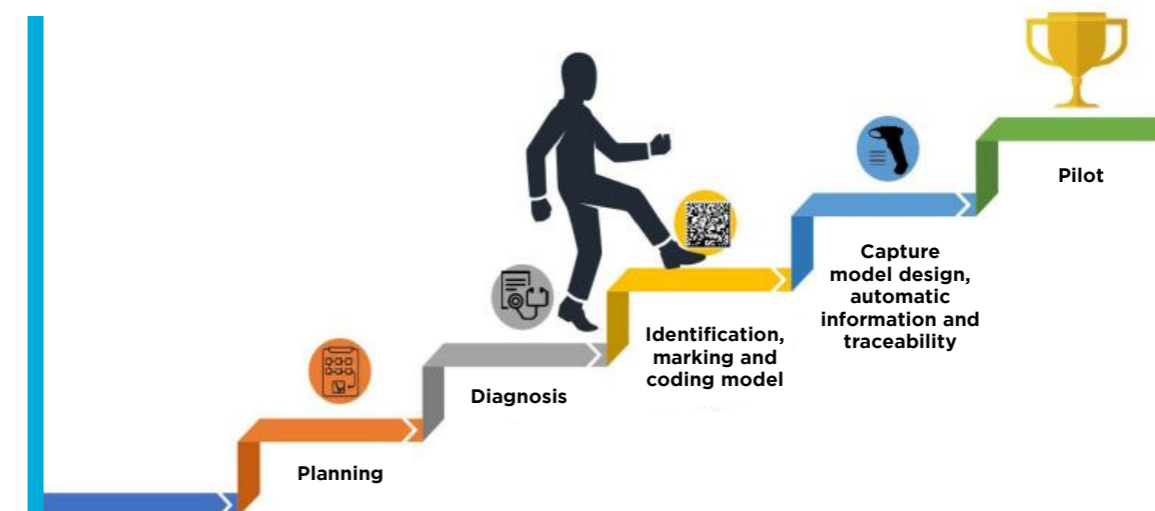 Planning
Diagnosis
Identification,
marking and
coding model
Capture
model design,
automatic
information and
traceability
Pilot